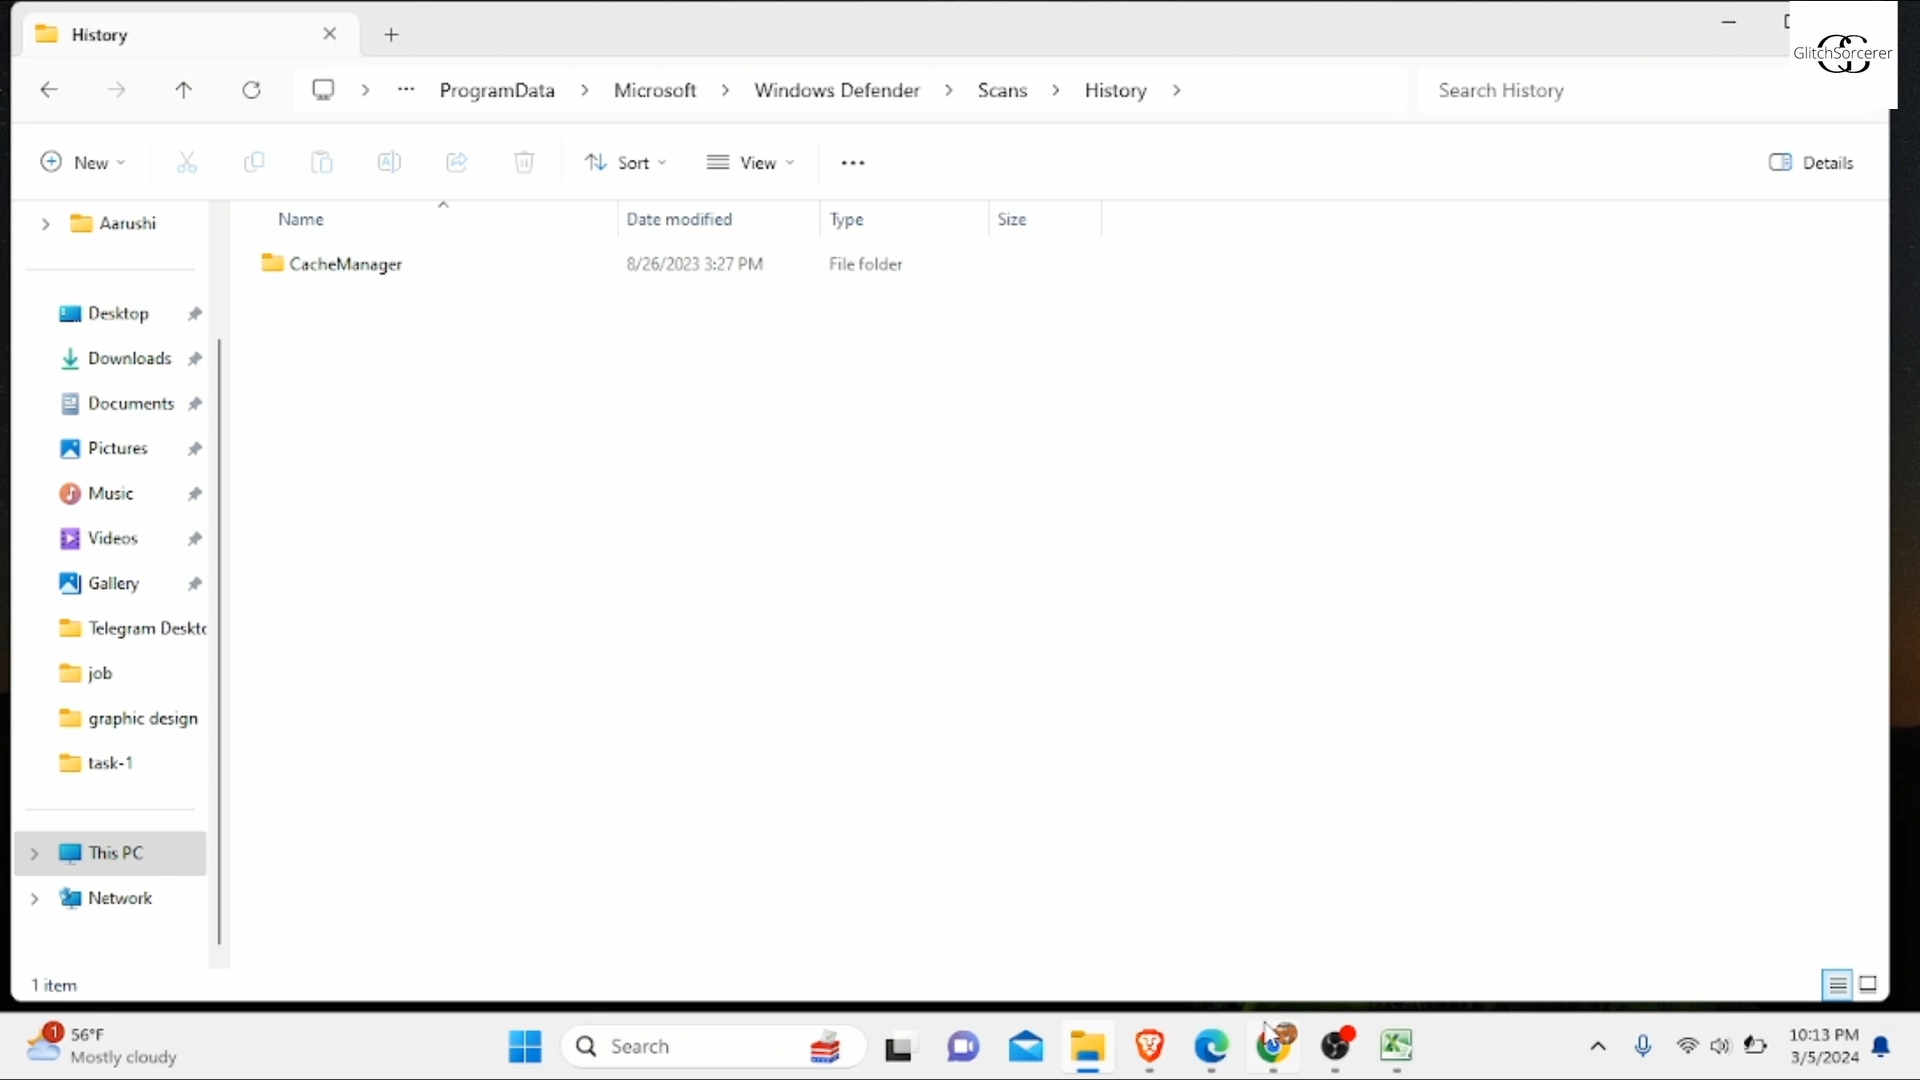 History
GlitchSorcerer
ProgramData
Microsoft
Windows Defender
Scans
History
Search History
New
Sort
View
Details
Aarushi
Name
Date modified
Type
Size
CacheManager
8/26/2023 3:27 PM
File folder
Desktop
Downloads
Documents
Pictures
Music
Videos
Gallery
Telegram Deskto
job
graphic design
task-1
This PC
Network
1 item
1
56°F
Mostly cloudy
Search
10:13 PM
3/5/2024